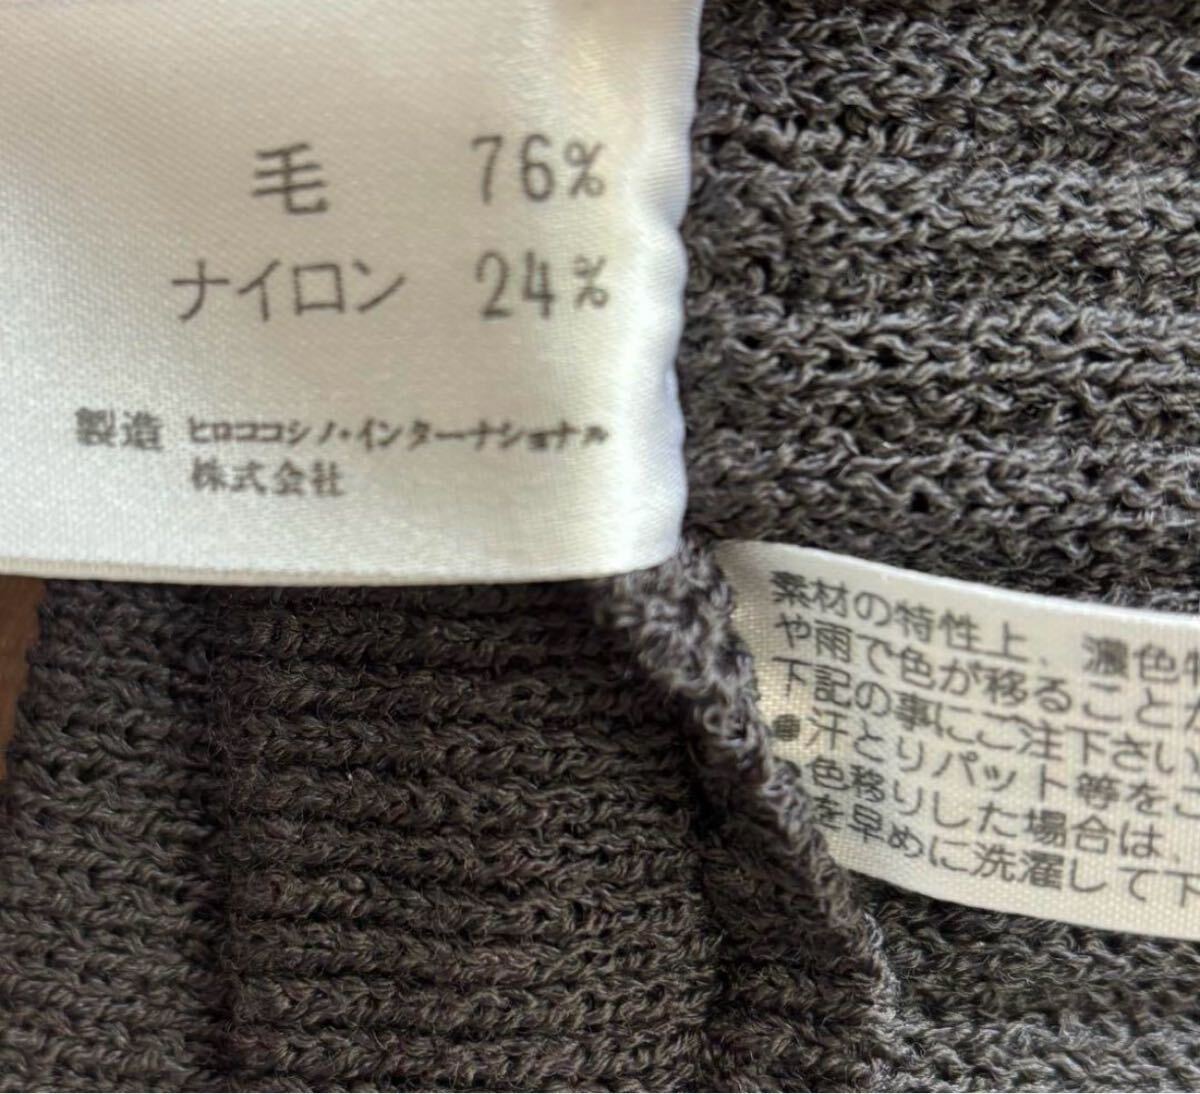 毛 76%
ナイロン 24%
製造 ヒロココシノ・インターナショナル
株式会社
素材の特性上、濃色
や雨で色が移ること
下記の事にご注下さい
●汗とりパット等をご
●色移りした場合は、
を早めに洗濯して下